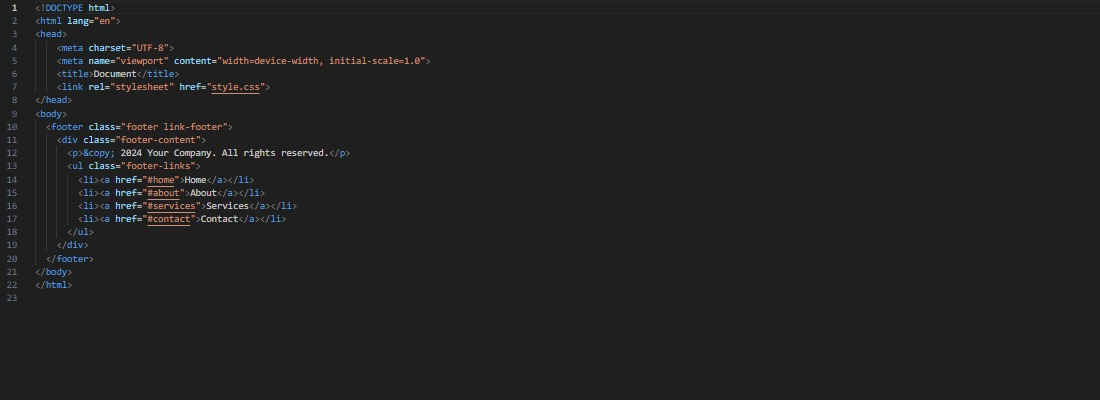 1 <!DOCTYPE html>
2 <html lang="en">
3 <head>
4     <meta charset="UTF-8">
5     <meta name="viewport" content="width=device-width, initial-scale=1.0">
6     <title>Document</title>
7     <link rel="stylesheet" href="style.css">
8 </head>
9 <body>
10   <footer class="footer link-footer">
11     <div class="footer-content">
12       <p>&copy; 2024 Your Company. All rights reserved.</p>
13       <ul class="footer-links">
14         <li><a href="#home">Home</a></li>
15         <li><a href="#about">About</a></li>
16         <li><a href="#services">Services</a></li>
17         <li><a href="#contact">Contact</a></li>
18       </ul>
19     </div>
20   </footer>
21 </body>
22 </html>
23